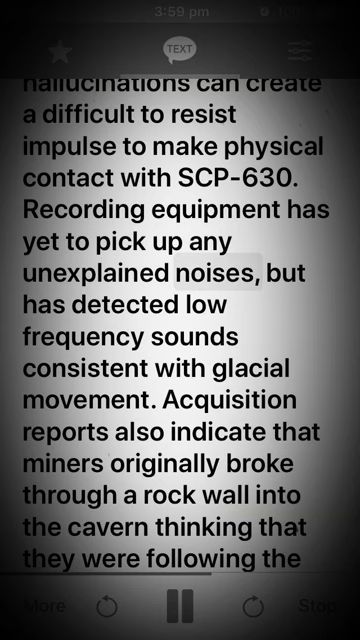 3:59 pm
TEXT
hallucinations can create
a difficult to resist
impulse to make physical
contact with SCP-630.
Recording equipment has
yet to pick up any
unexplained noises, but
has detected low
frequency sounds
consistent with glacial
movement. Acquisition
reports also indicate that
miners originally broke
through a rock wall into
the cavern thinking that
they were following the
More
Stop